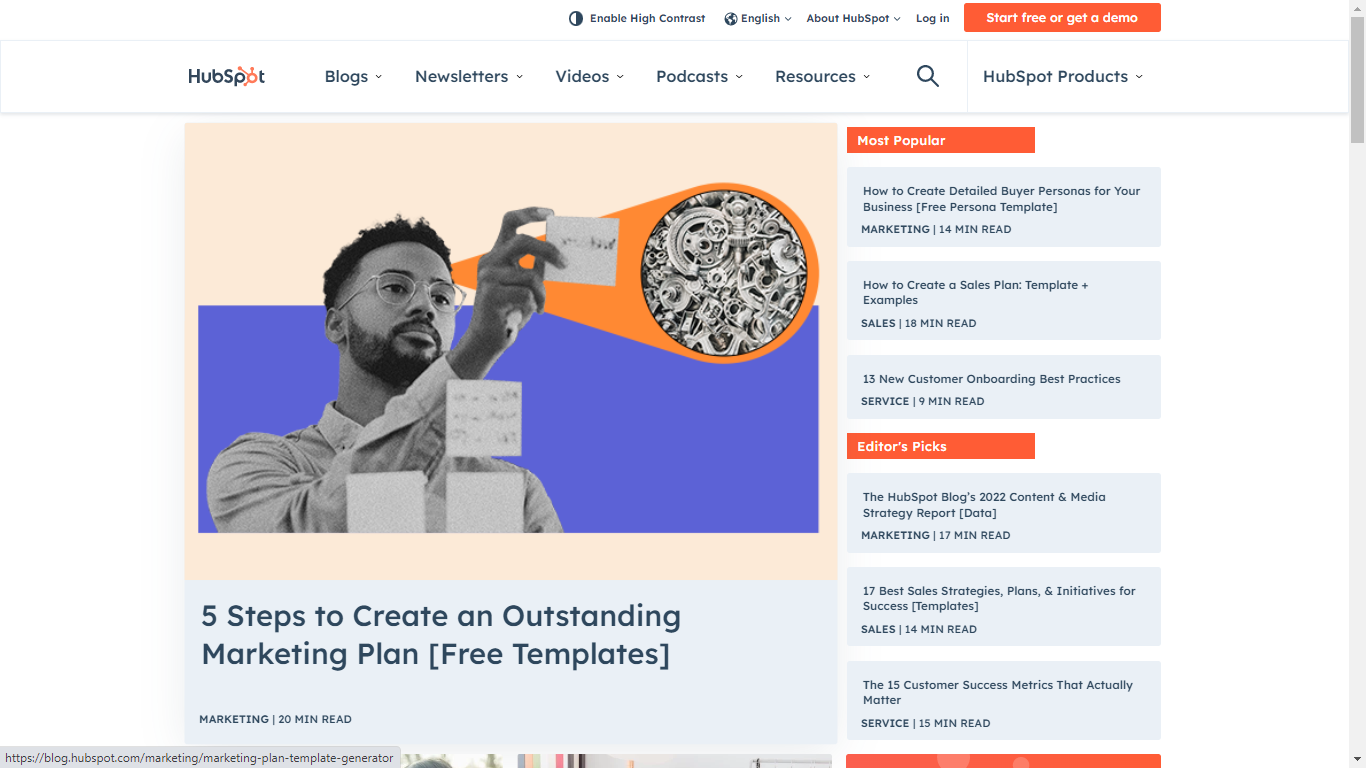 Enable High Contrast
English
About HubSpot
Log in
Start free or get a demo
HubSpot
Blogs
Newsletters
Videos
Podcasts
Resources
HubSpot Products
5 Steps to Create an Outstanding
Marketing Plan [Free Templates]
MARKETING | 20 MIN READ
Most Popular
How to Create Detailed Buyer Personas for Your
Business [Free Persona Template]
MARKETING | 14 MIN READ
How to Create a Sales Plan: Template +
Examples
SALES | 18 MIN READ
13 New Customer Onboarding Best Practices
SERVICE | 9 MIN READ
Editor's Picks
The HubSpot Blog’s 2022 Content & Media
Strategy Report [Data]
MARKETING | 17 MIN READ
17 Best Sales Strategies, Plans, & Initiatives for
Success [Templates]
SALES | 14 MIN READ
The 15 Customer Success Metrics That Actually
Matter
SERVICE | 15 MIN READ
https://blog.hubspot.com/marketing/marketing-plan-template-generator